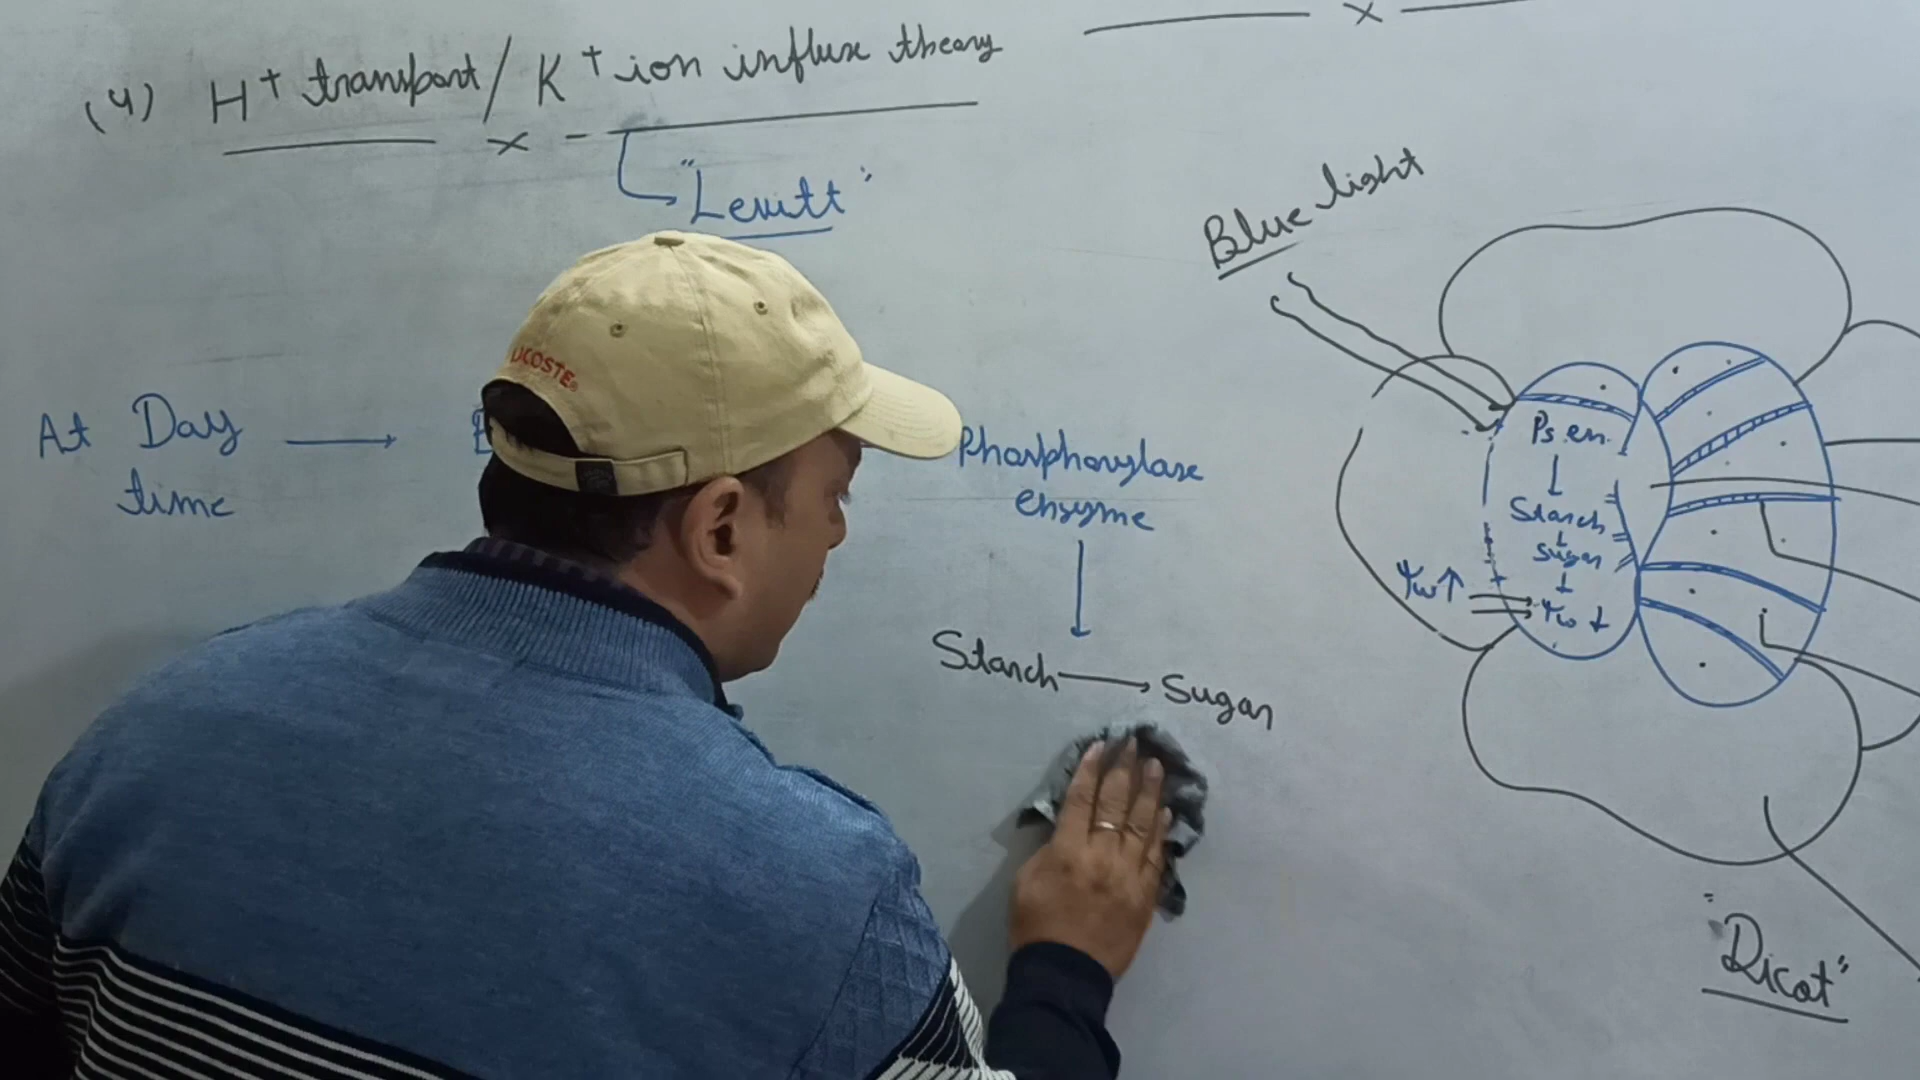 (4) H+ transport / K+ ion influx theory
"Levitt"
Blue light
At Day
time
Phosphorylase
enzyme
Starch → Sugar
Ps. en.
↓
Starch
↓
Sugar
↓
Ψw ↑
Ψw ↓
"Dicot"
LACOSTE